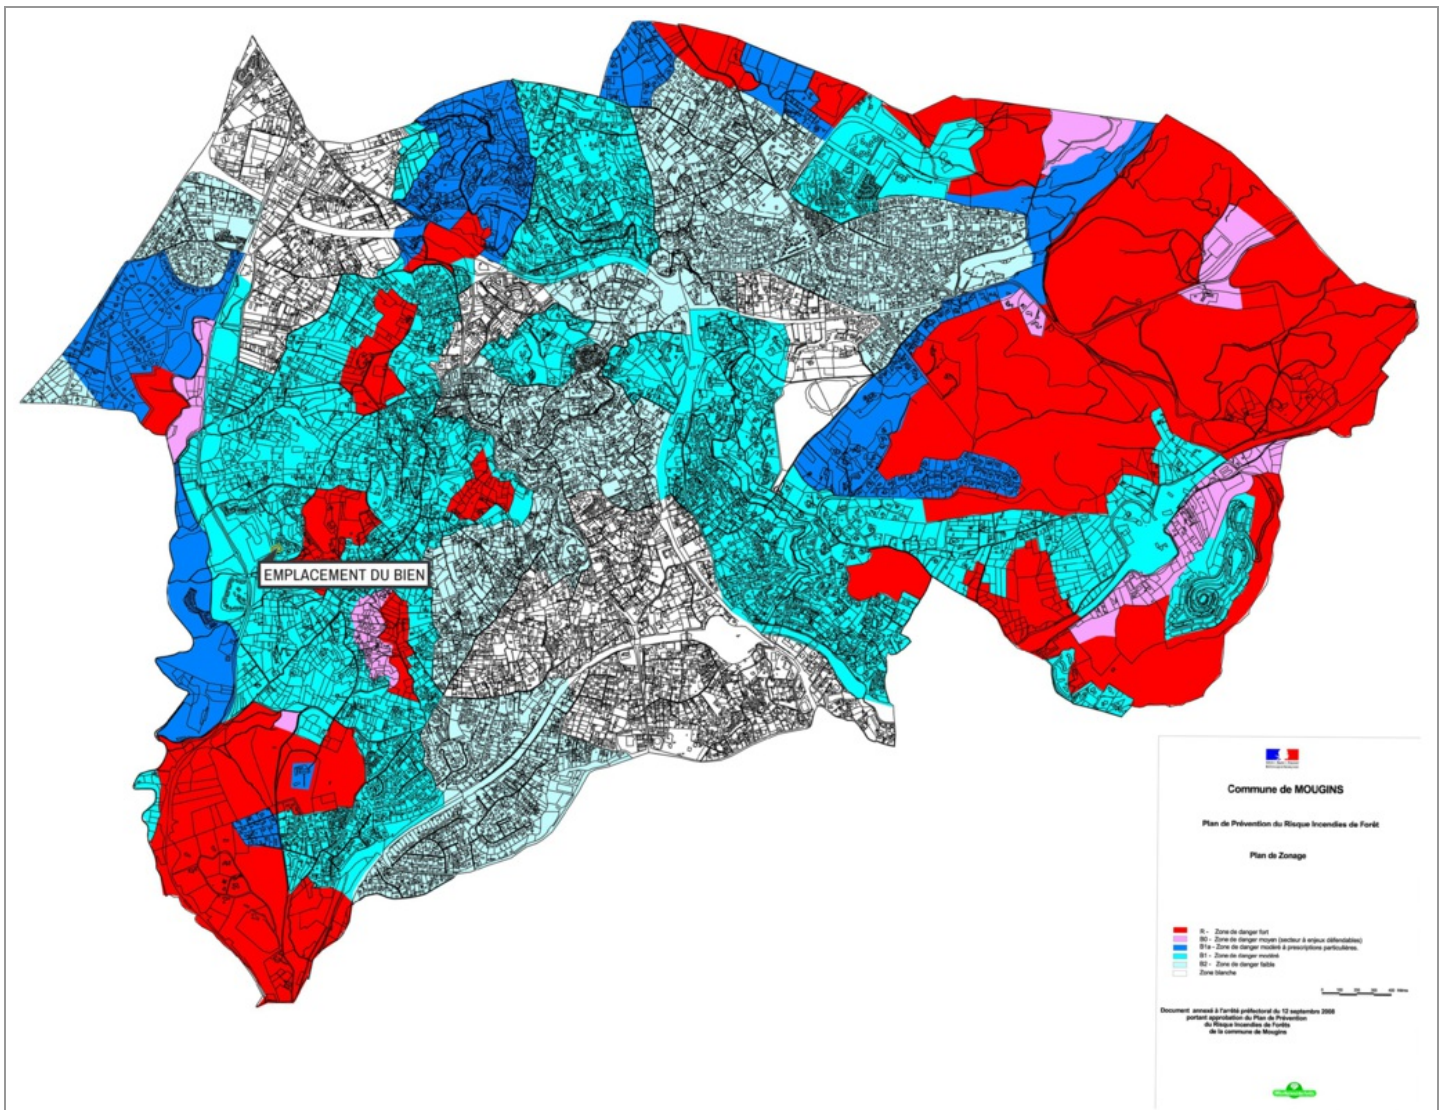 EMPLACEMENT DU BIEN
Commune de MOUGINS
Plan de Prévention du Risque Incendies de Forêt
Plan de Zonage
R - Zone de danger fort
B0 - Zone de danger moyen (secteur à enjeux défendables)
B1a - Zone de danger modéré à prescriptions particulières.
B1 - Zone de danger modéré
B2 - Zone de danger faible
Zone blanche
Document annexé à l'arrêté préfectoral du 12 septembre 2008
portant approbation du Plan de Prévention
du Risque Incendies de Forêts
de la commune de Mougins